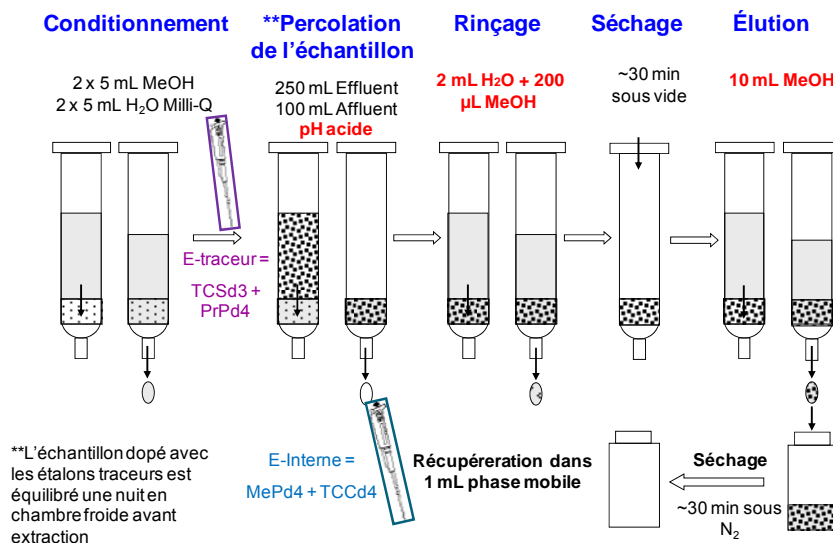 Conditionnement
**Percolation
de l'échantillon
Rinçage
Séchage
Élution
2 x 5 mL MeOH
2 x 5 mL H₂O Milli-Q
250 mL Effluent
100 mL Affluent
pH acide
2 mL H₂O + 200
µL MeOH
~30 min
sous vide
10 mL MeOH
E-traceur =
TCSd3 +
PrPd4
**L'échantillon dopé avec
les étalons traceurs est
équilibré une nuit en
chambre froide avant
extraction
E-Interne =
MePd4 + TCCd4
Récupéreration dans
1 mL phase mobile
Séchage
~30 min sous
N₂